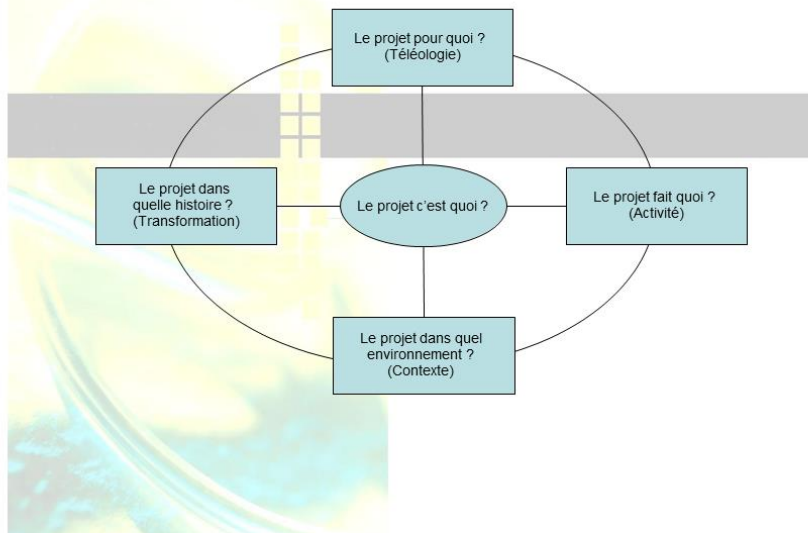 Le projet pour quoi ?
(Téléologie)
Le projet dans
quelle histoire ?
(Transformation)
Le projet c’est quoi ?
Le projet fait quoi ?
(Activité)
Le projet dans quel
environnement ?
(Contexte)